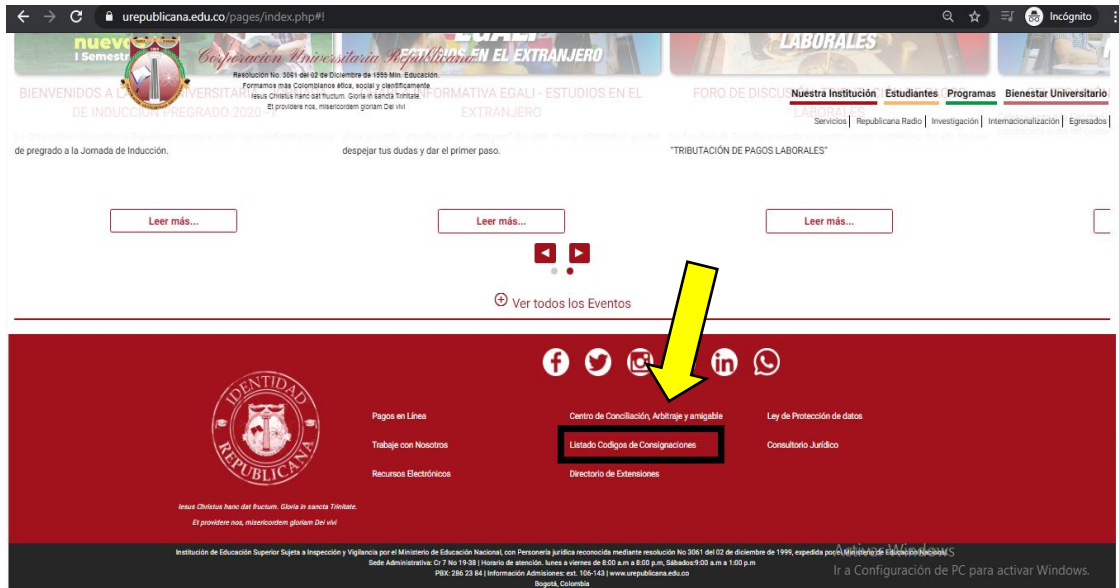 urepublicana.edu.co/pages/index.php#!
Incógnito
nuevo
I Semest
EGALI
LABORALES
Corporación Universitaria Republicana
ESTUDIOS EN EL EXTRANJERO
Resolución No. 3061 del 02 de Diciembre de 1999 Min. Educación.
Formamos más Colombianos ética, social y científicamente.
Iesus Christus hanc dat fructum. Gloria in sancta Trinitate.
Et providere nos, misericordem gloriam Dei vivi
BIENVENIDOS A LA
DE INDUCCIÓN PREGRADO 2020 - I
FORMATIVA EGALI - ESTUDIOS EN EL
EXTRANJERO
FORO DE DISCUS
LABORALES
Nuestra Institución
Estudiantes
Programas
Bienestar Universitario
Servicios
Republicana Radio
Investigación
Internacionalización
Egresados
de pregrado a la Jornada de Inducción.
despejar tus dudas y dar el primer paso.
"TRIBUTACIÓN DE PAGOS LABORALES"
Leer más...
Leer más...
Leer más...
Ver todos los Eventos
IDENTIDAD
REPUBLICANA
Iesus Christus hanc dat fructum. Gloria in sancta Trinitate.
Et providere nos, misericordem gloriam Dei vivi
Pagos en Línea
Trabaje con Nosotros
Recursos Electrónicos
Centro de Conciliación, Arbitraje y amigable
Listado Codigos de Consignaciones
Directorio de Extensiones
Ley de Protección de datos
Consultorio Jurídico
Institución de Educación Superior Sujeta a Inspección y Vigilancia por el Ministerio de Educación Nacional, con Personería jurídica reconocida mediante resolución No 3061 del 02 de diciembre de 1999, expedida por el Ministerio de Educación Nacional
Sede Administrativa: Cr 7 No 19-38 | Horario de atención. lunes a viernes de 8:00 a.m a 8:00 p.m, Sábados:9:00 a.m a 1:00 p.m
PBX: 286 23 84 | Información Admisiones: ext. 106-143 | www.urepublicana.edu.co
Bogotá, Colombia
Activar Windows
Ir a Configuración de PC para activar Windows.